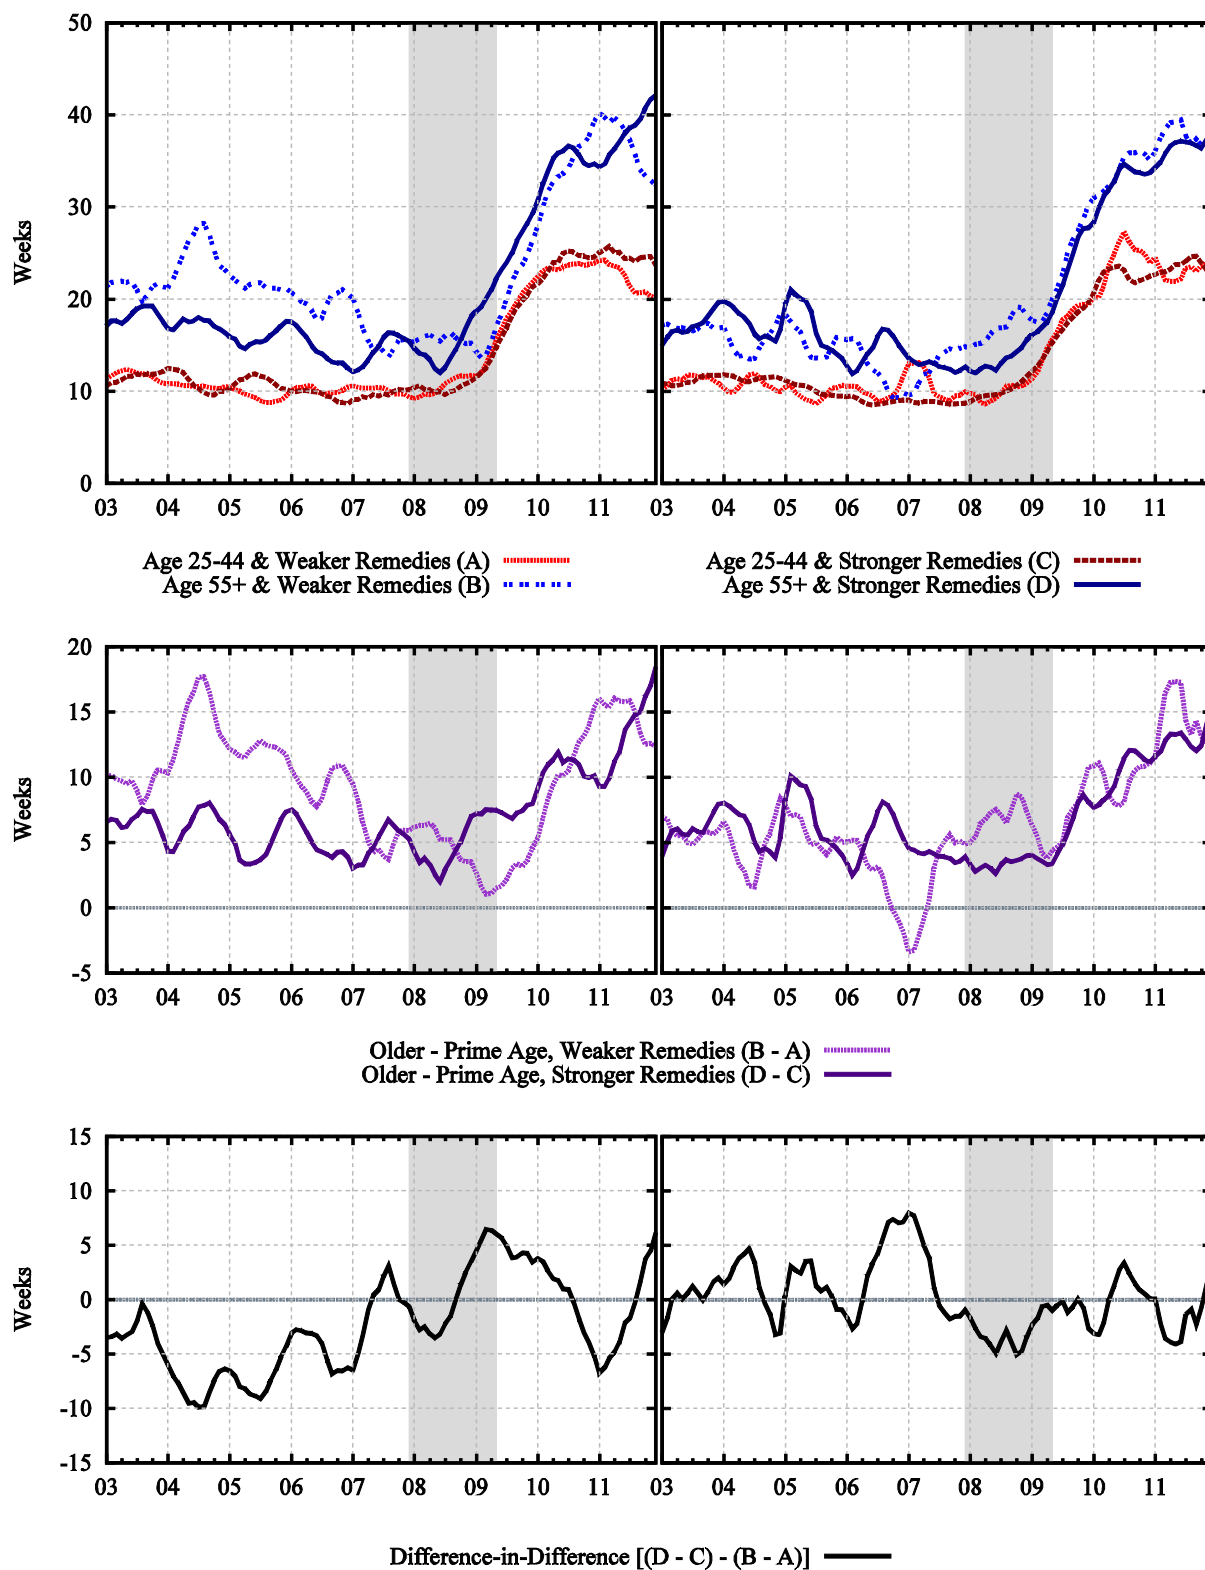 50
40
30
20
10
0
Weeks
03 04 05 06 07 08 09 10 11 03 04 05 06 07 08 09 10 11
Age 25-44 & Weaker Remedies (A) Age 25-44 & Stronger Remedies (C)
Age 55+ & Weaker Remedies (B) Age 55+ & Stronger Remedies (D)
20
15
10
5
0
-5
Weeks
03 04 05 06 07 08 09 10 11 03 04 05 06 07 08 09 10 11
Older - Prime Age, Weaker Remedies (B - A)
Older - Prime Age, Stronger Remedies (D - C)
15
10
5
0
-5
-10
-15
Weeks
03 04 05 06 07 08 09 10 11 03 04 05 06 07 08 09 10 11
Difference-in-Difference [(D - C) - (B - A)]